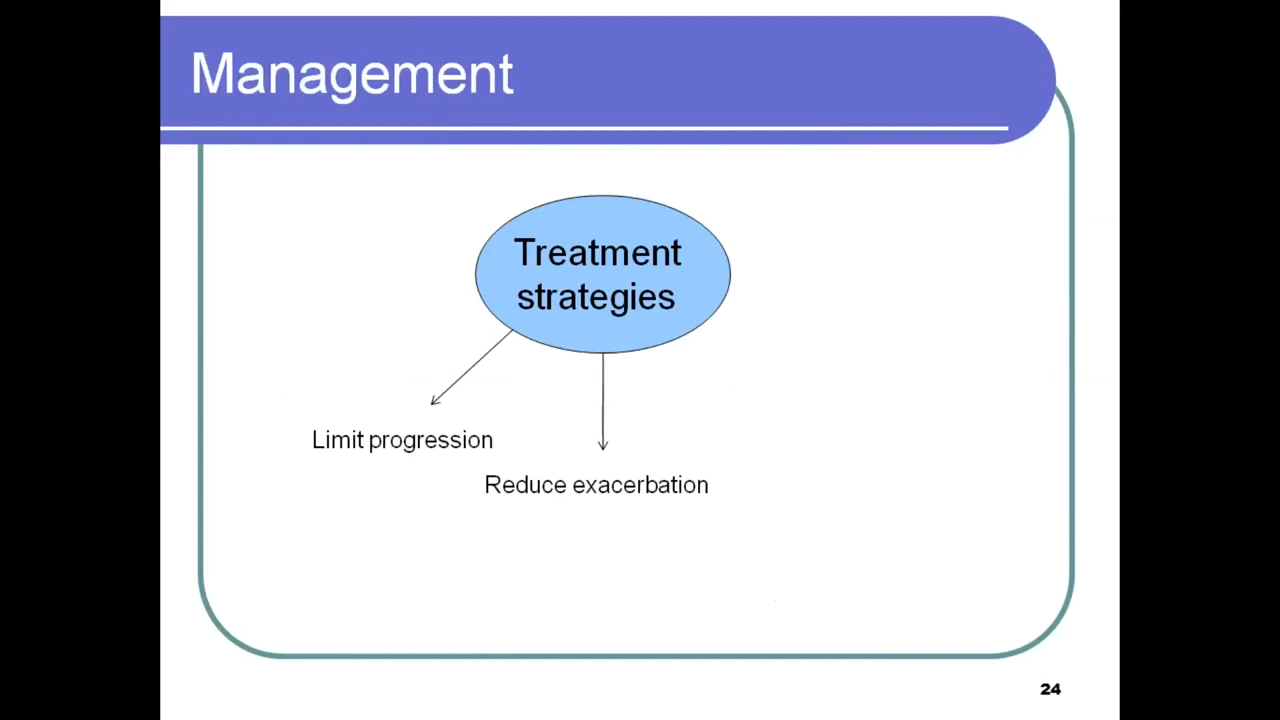 Management
Treatment
strategies
Limit progression
Reduce exacerbation
24